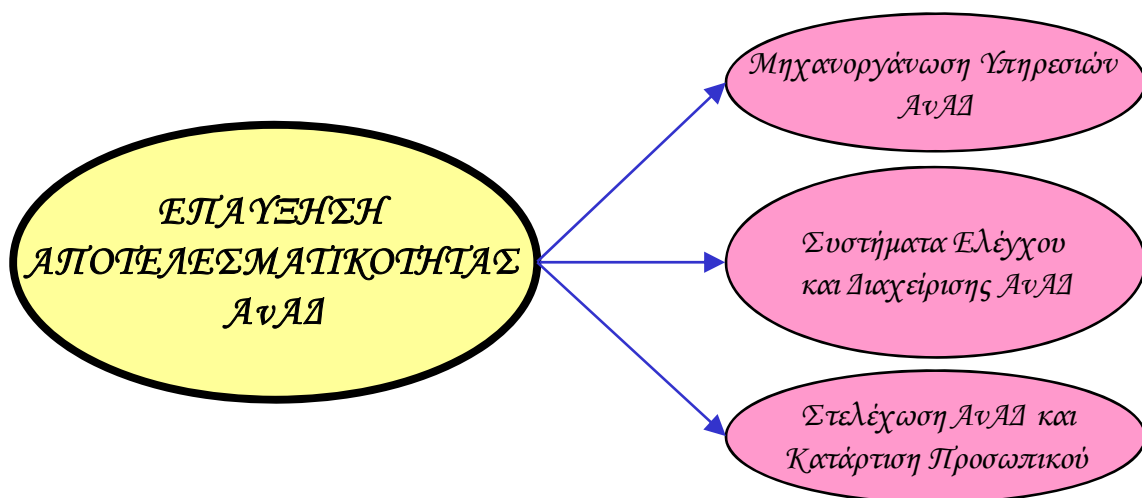 ΕΠΑΥΞΗΣΗ
ΑΠΟΤΕΛΕΣΜΑΤΙΚΟΤΗΤΑΣ
ΑνΑΔ
Μηχανοργάνωση Υπηρεσιών
ΑνΑΔ
Συστήματα Ελέγχου
και Διαχείρισης ΑνΑΔ
Στελέχωση ΑνΑΔ και
Κατάρτιση Προσωπικού